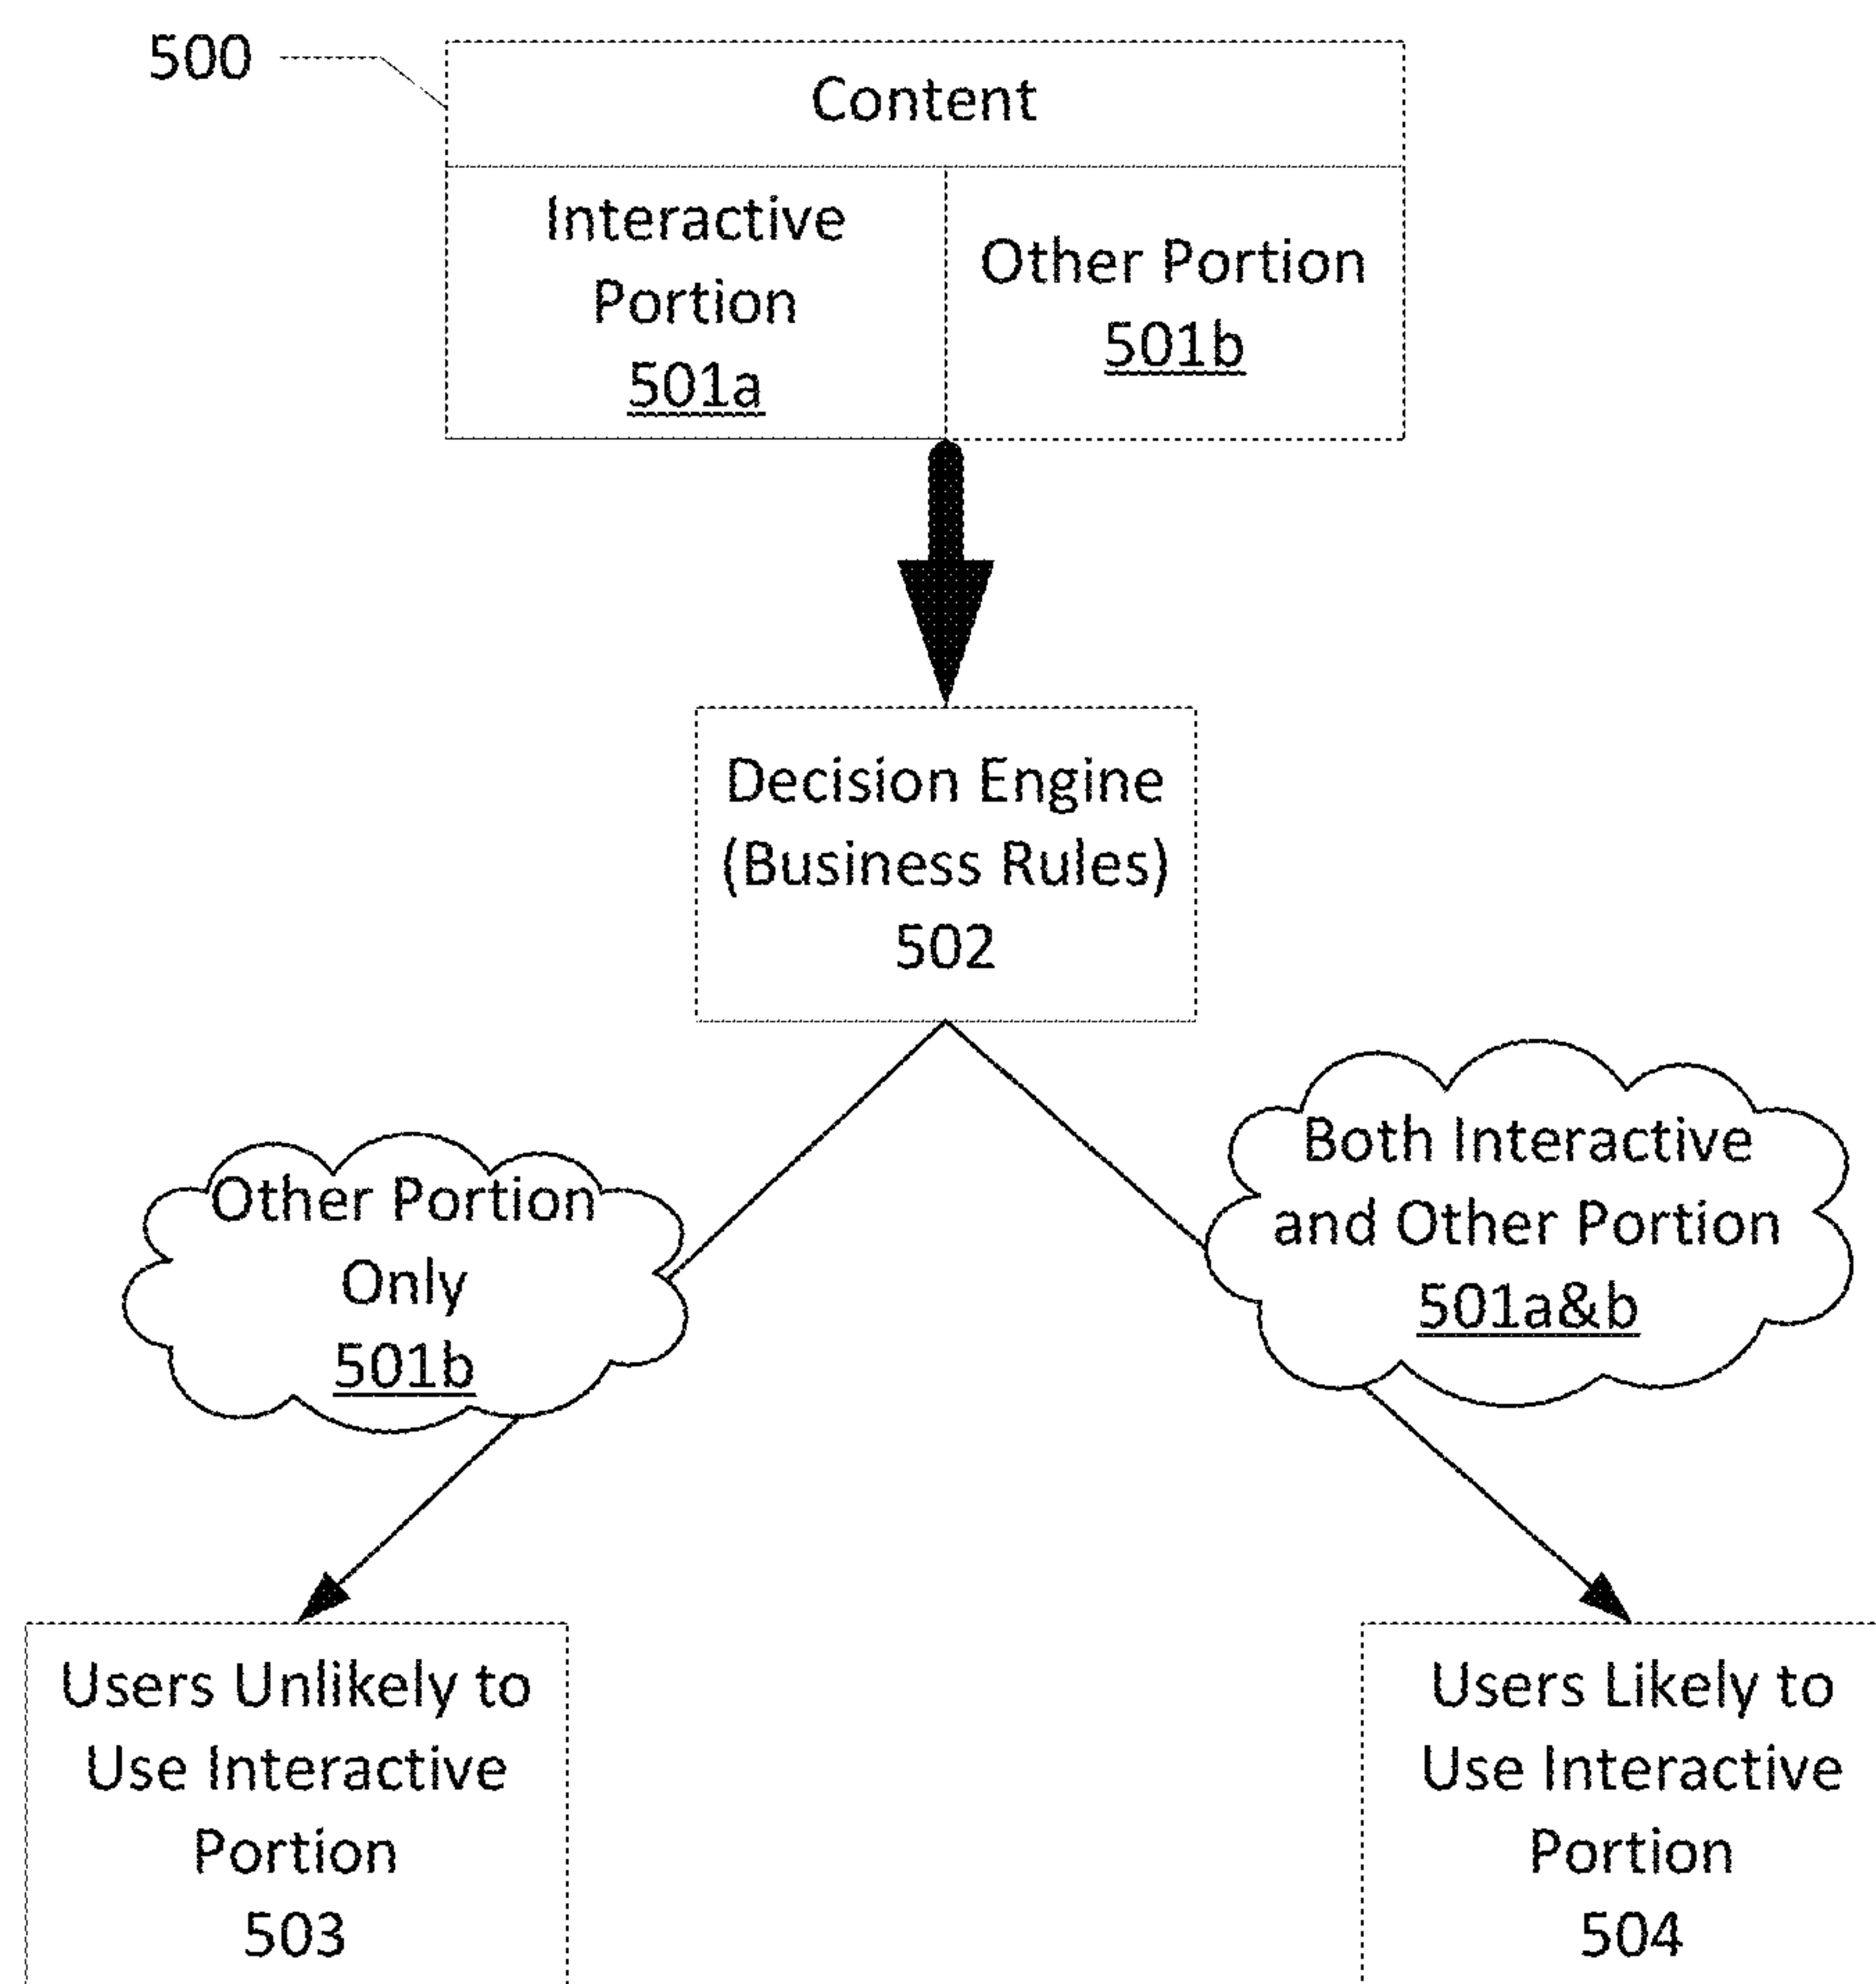 500
Content
Interactive
Portion
501a
Other Portion
501b
Decision Engine
(Business Rules)
502
Other Portion
Only
501b
Both Interactive
and Other Portion
501a&b
Users Unlikely to
Use Interactive
Portion
503
Users Likely to
Use Interactive
Portion
504